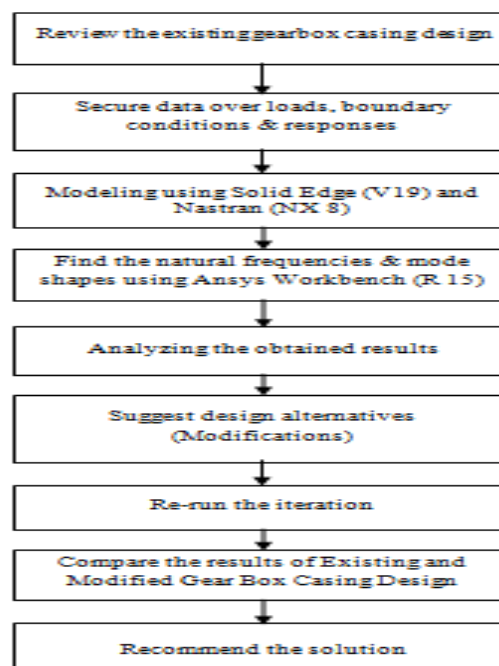 Review the existing gearbox casing design
Secure data over loads, boundary
conditions & responses
Modeling using Solid Edge (V19) and
Nastran (NX 8)
Find the natural frequencies & mode
shapes using Ansys Workbench (R 15)
Analyzing the obtained results
Suggest design alternatives
(Modifications)
Re-run the iteration
Compare the results of Existing and
Modified Gear Box Casing Design
Recommend the solution